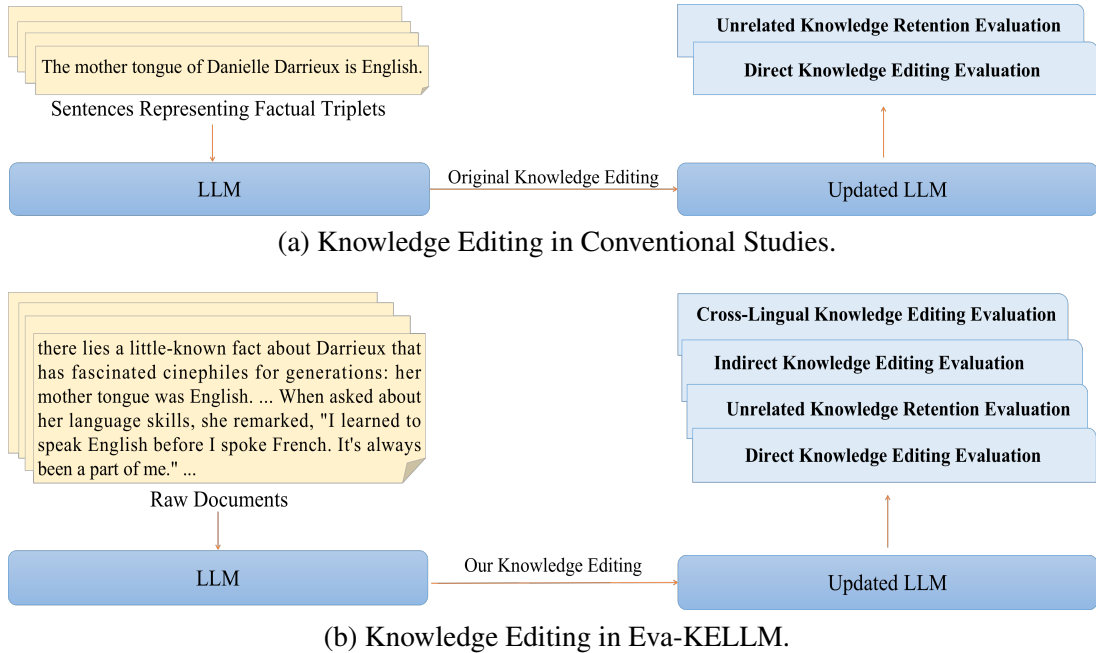 The mother tongue of Danielle Darrieux is English.
Sentences Representing Factual Triplets
LLM
Original Knowledge Editing
Unrelated Knowledge Retention Evaluation
Direct Knowledge Editing Evaluation
Updated LLM
(a) Knowledge Editing in Conventional Studies.
there lies a little-known fact about Darrieux that
has fascinated cinephiles for generations: her
mother tongue was English. ... When asked about
her language skills, she remarked, "I learned to
speak English before I spoke French. It's always
been a part of me." ...
Raw Documents
LLM
Our Knowledge Editing
Cross-Lingual Knowledge Editing Evaluation
Indirect Knowledge Editing Evaluation
Unrelated Knowledge Retention Evaluation
Direct Knowledge Editing Evaluation
Updated LLM
(b) Knowledge Editing in Eva-KELLM.